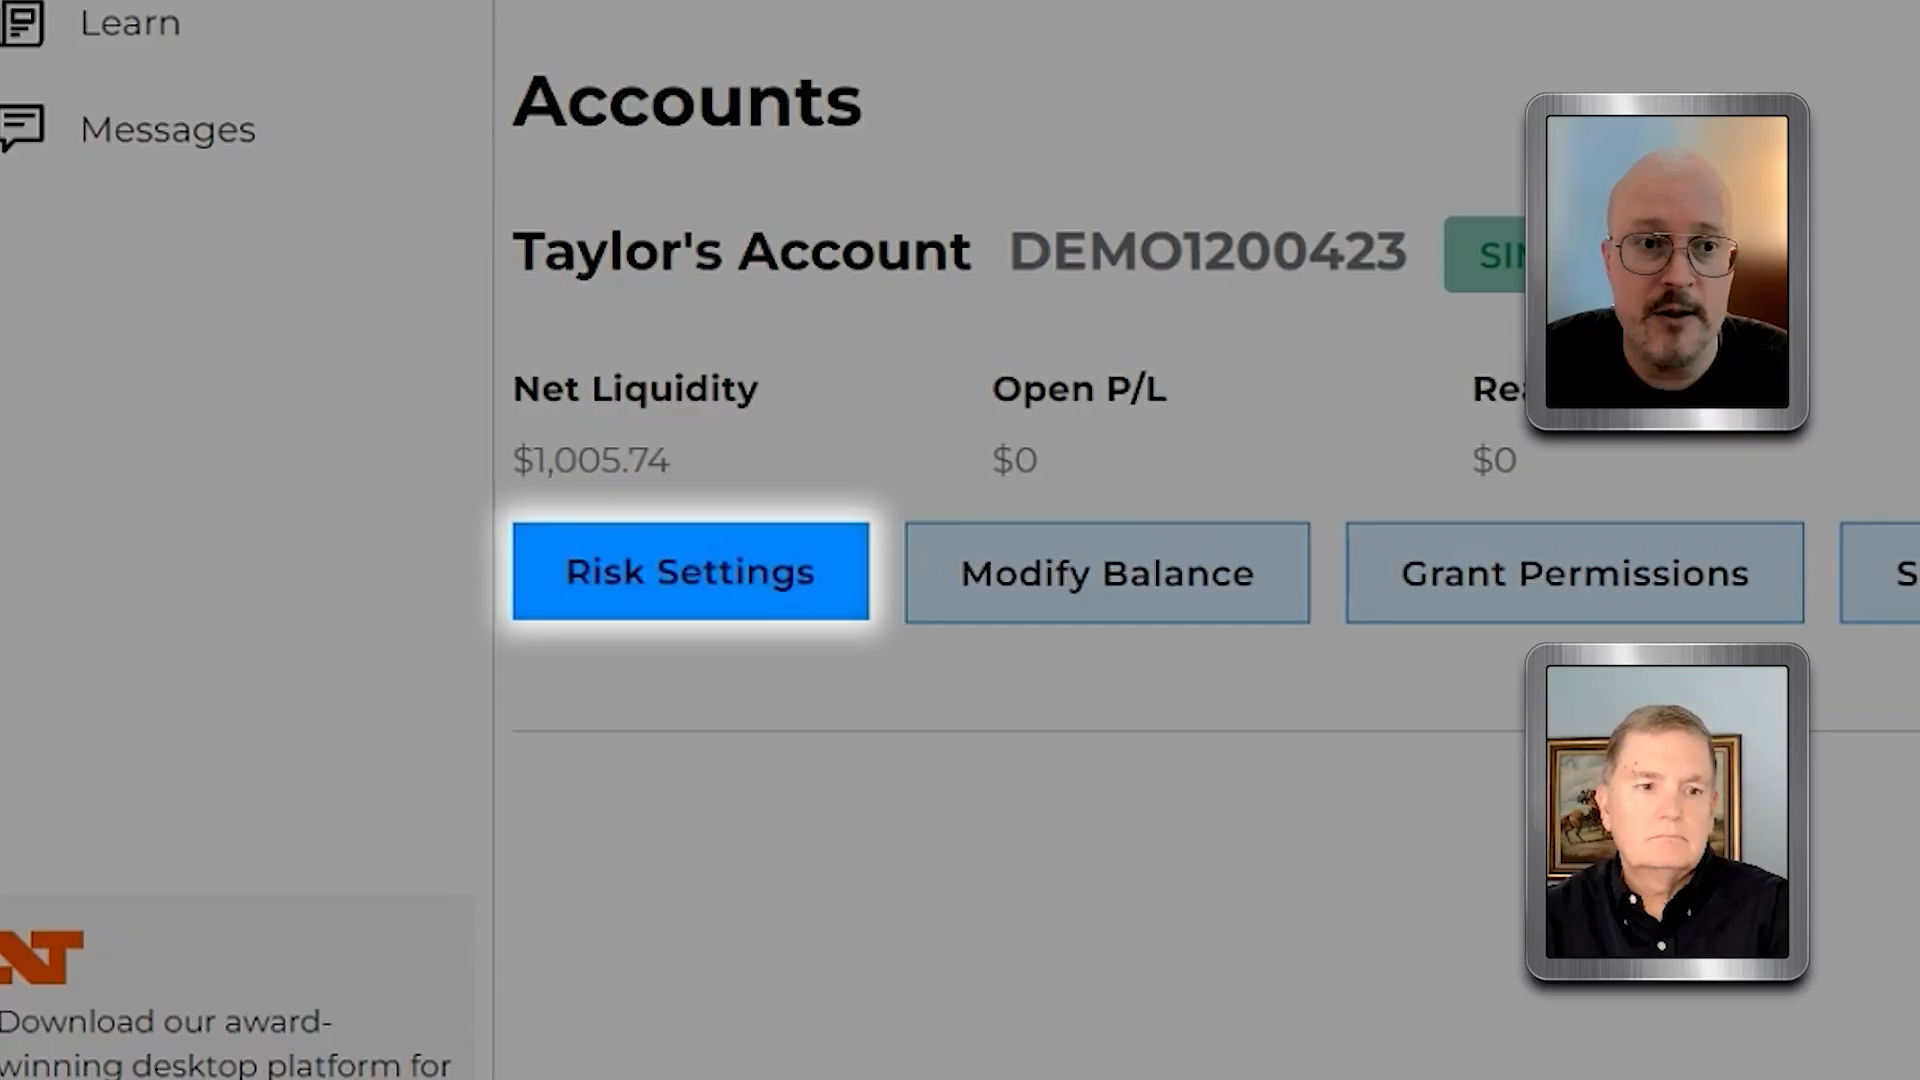 Learn
Messages
Accounts
Taylor's Account DEMO1200423
Net Liquidity Open P/L
$1,005.74 $0 $0
Risk Settings Modify Balance Grant Permissions
NT
Download our award-
winning desktop platform for